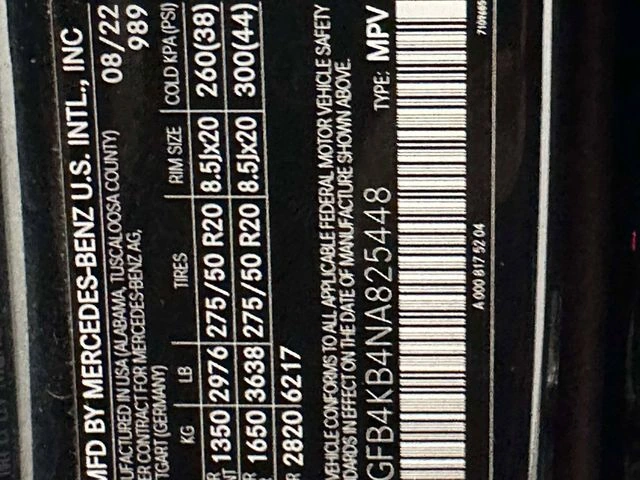 MFD BY MERCEDES-BENZ U.S. INTL., INC
UFACTURED IN USA (ALABAMA, TUSCALOOSA COUNTY) 08/22
ER CONTRACT FOR MERCEDES-BENZ AG, 989
TGART (GERMANY)
KG LB TIRES RIM SIZE COLD KPA (PSI)
1350 2976 275/50 R20 8.5Jx20 260(38)
1650 3638 275/50 R20 8.5Jx20 300(44)
2820 6217
VEHICLE CONFORMS TO ALL APPLICABLE FEDERAL MOTOR VEHICLE SAFETY
DARDS IN EFFECT ON THE DATE OF MANUFACTURE SHOWN ABOVE.
GFB4KB4NA825448 TYPE: MPV
A 000 817 52 04